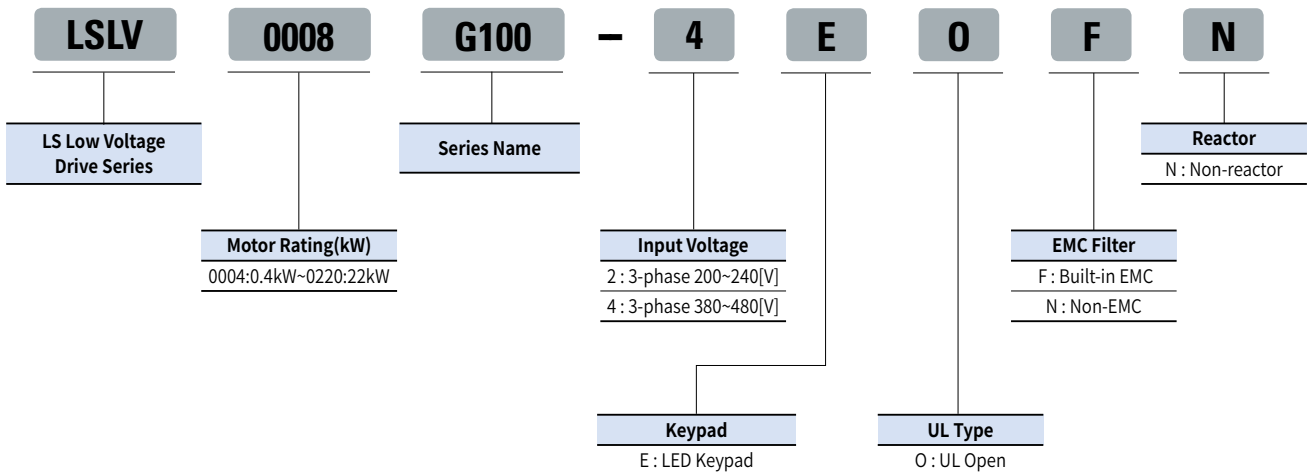 LSLV 0008 G100 – 4 E O F N
LS Low Voltage
Drive Series
Series Name
Reactor
N : Non-reactor
Motor Rating(kW)
0004:0.4kW~0220:22kW
Input Voltage
2 : 3-phase 200~240[V]
4 : 3-phase 380~480[V]
EMC Filter
F : Built-in EMC
N : Non-EMC
Keypad
E : LED Keypad
UL Type
O : UL Open